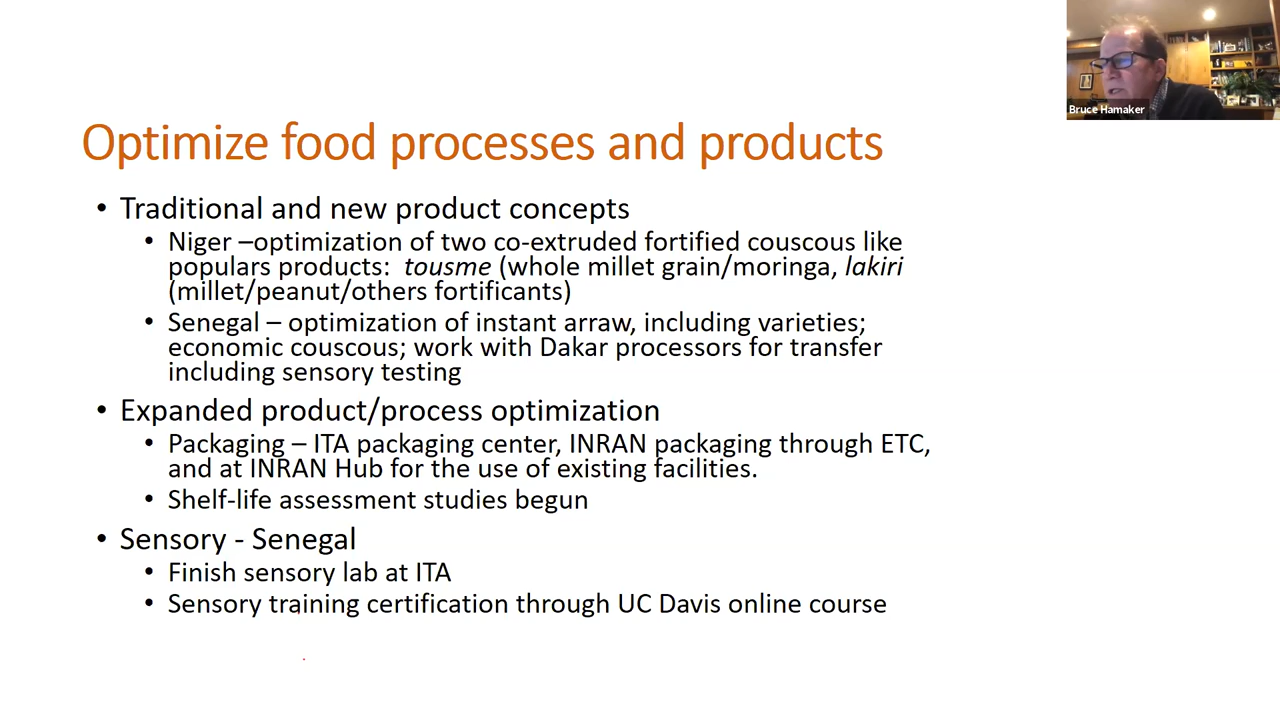 Bruce Hamaker
Optimize food processes and products
• Traditional and new product concepts
• Niger –optimization of two co-extruded fortified couscous like
populars products:  tousme (whole millet grain/moringa, lakiri
(millet/peanut/others fortificants)
• Senegal – optimization of instant arraw, including varieties;
economic couscous; work with Dakar processors for transfer
including sensory testing
• Expanded product/process optimization
• Packaging – ITA packaging center, INRAN packaging through ETC,
and at INRAN Hub for the use of existing facilities.
• Shelf-life assessment studies begun
• Sensory - Senegal
• Finish sensory lab at ITA
• Sensory training certification through UC Davis online course